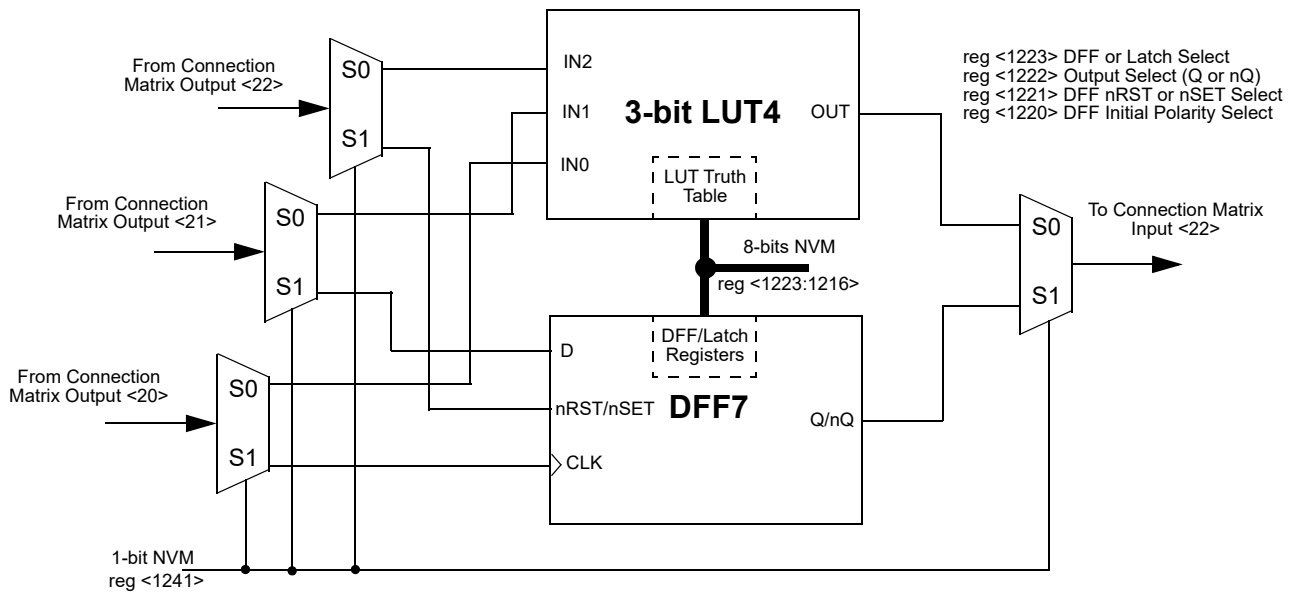 From Connection
Matrix Output <22>
S0
S1
IN2
IN1
IN0
3-bit LUT4
OUT
LUT Truth
Table
reg <1223> DFF or Latch Select
reg <1222> Output Select (Q or nQ)
reg <1221> DFF nRST or nSET Select
reg <1220> DFF Initial Polarity Select
From Connection
Matrix Output <21>
S0
S1
8-bits NVM
reg <1223:1216>
S0
S1
To Connection Matrix
Input <22>
From Connection
Matrix Output <20>
S0
S1
D
nRST/nSET
CLK
DFF/Latch
Registers
DFF7
Q/nQ
1-bit NVM
reg <1241>